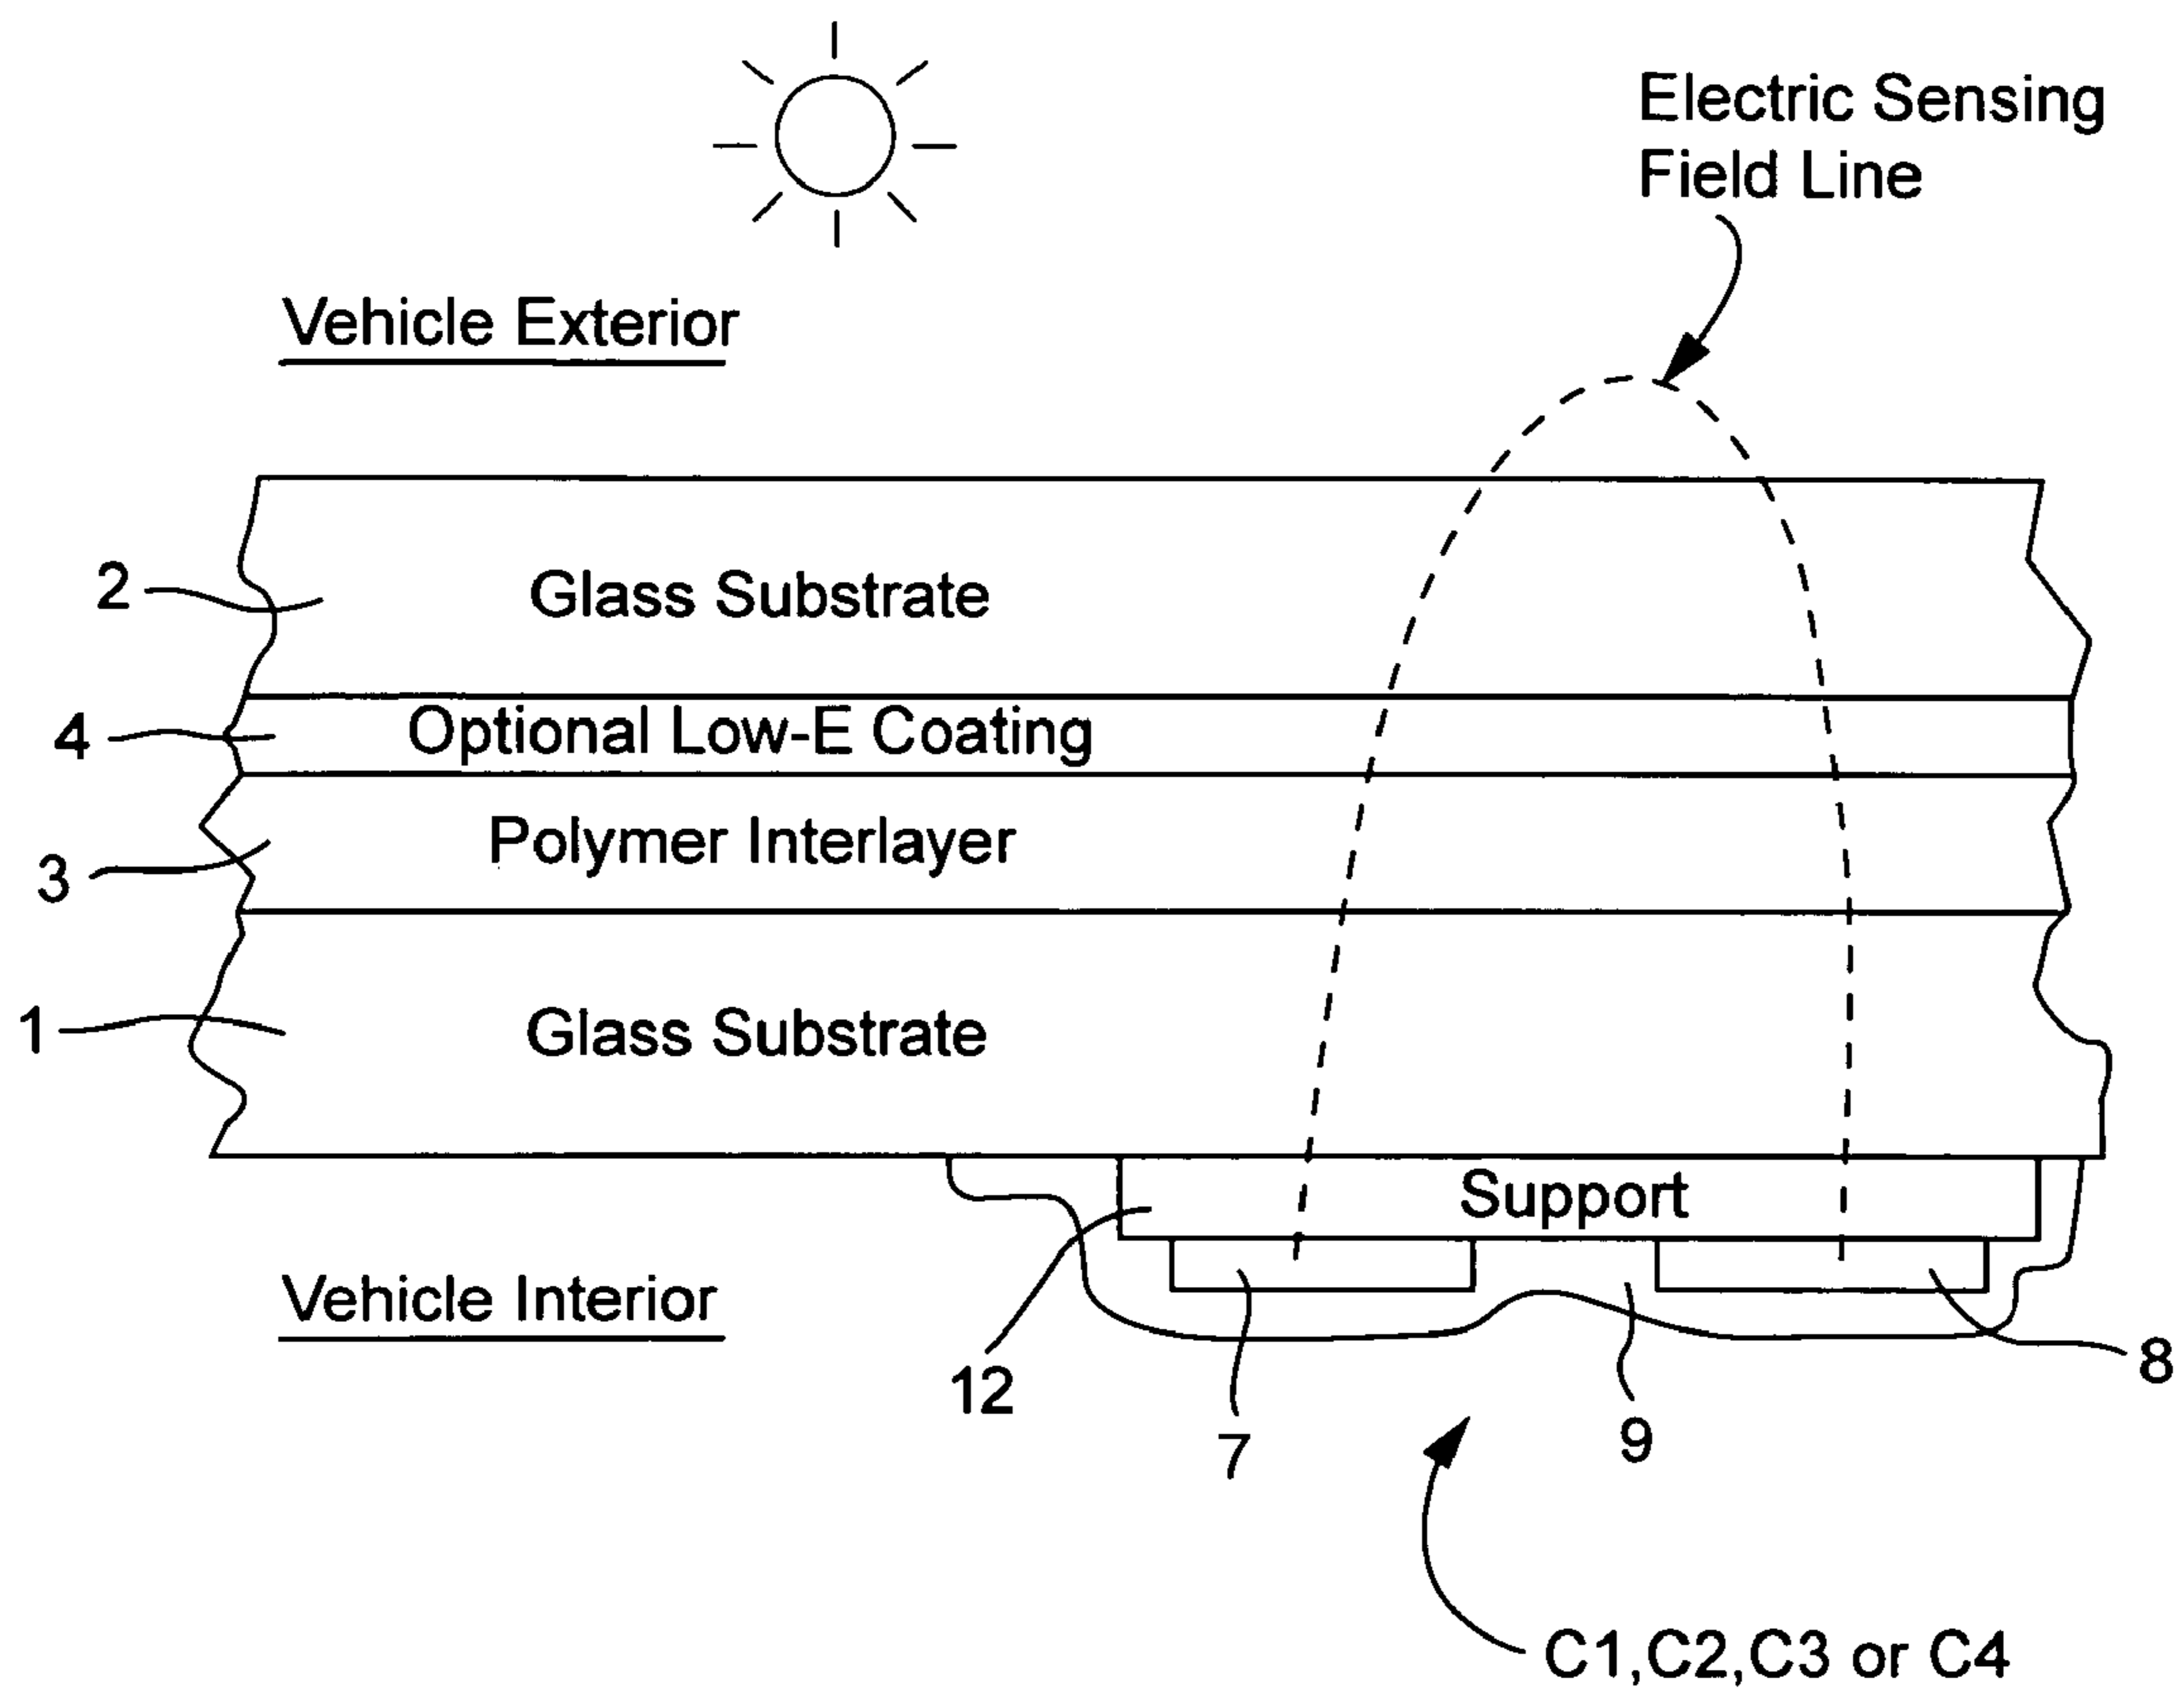 Electric Sensing
Field Line
Vehicle Exterior
2
Glass Substrate
4
Optional Low-E Coating
3
Polymer Interlayer
1
Glass Substrate
Support
Vehicle Interior
12
7
9
8
C1,C2,C3 or C4